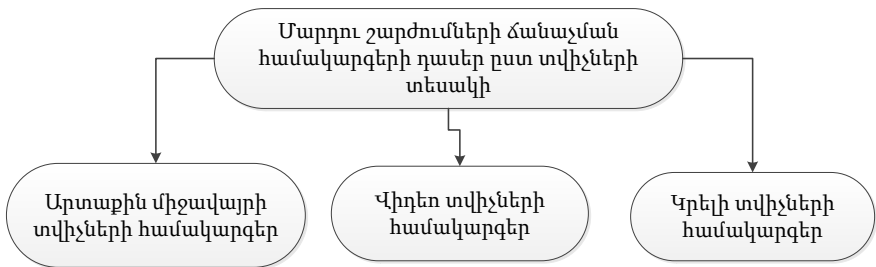 Մարդու շարժումների ճանաչման
համակարգերի դասեր ըստ տվիչների
տեսակի
Արտաքին միջավայրի
տվիչների համակարգեր
Վիդեո տվիչների
համակարգեր
Կրելի տվիչների
համակարգեր